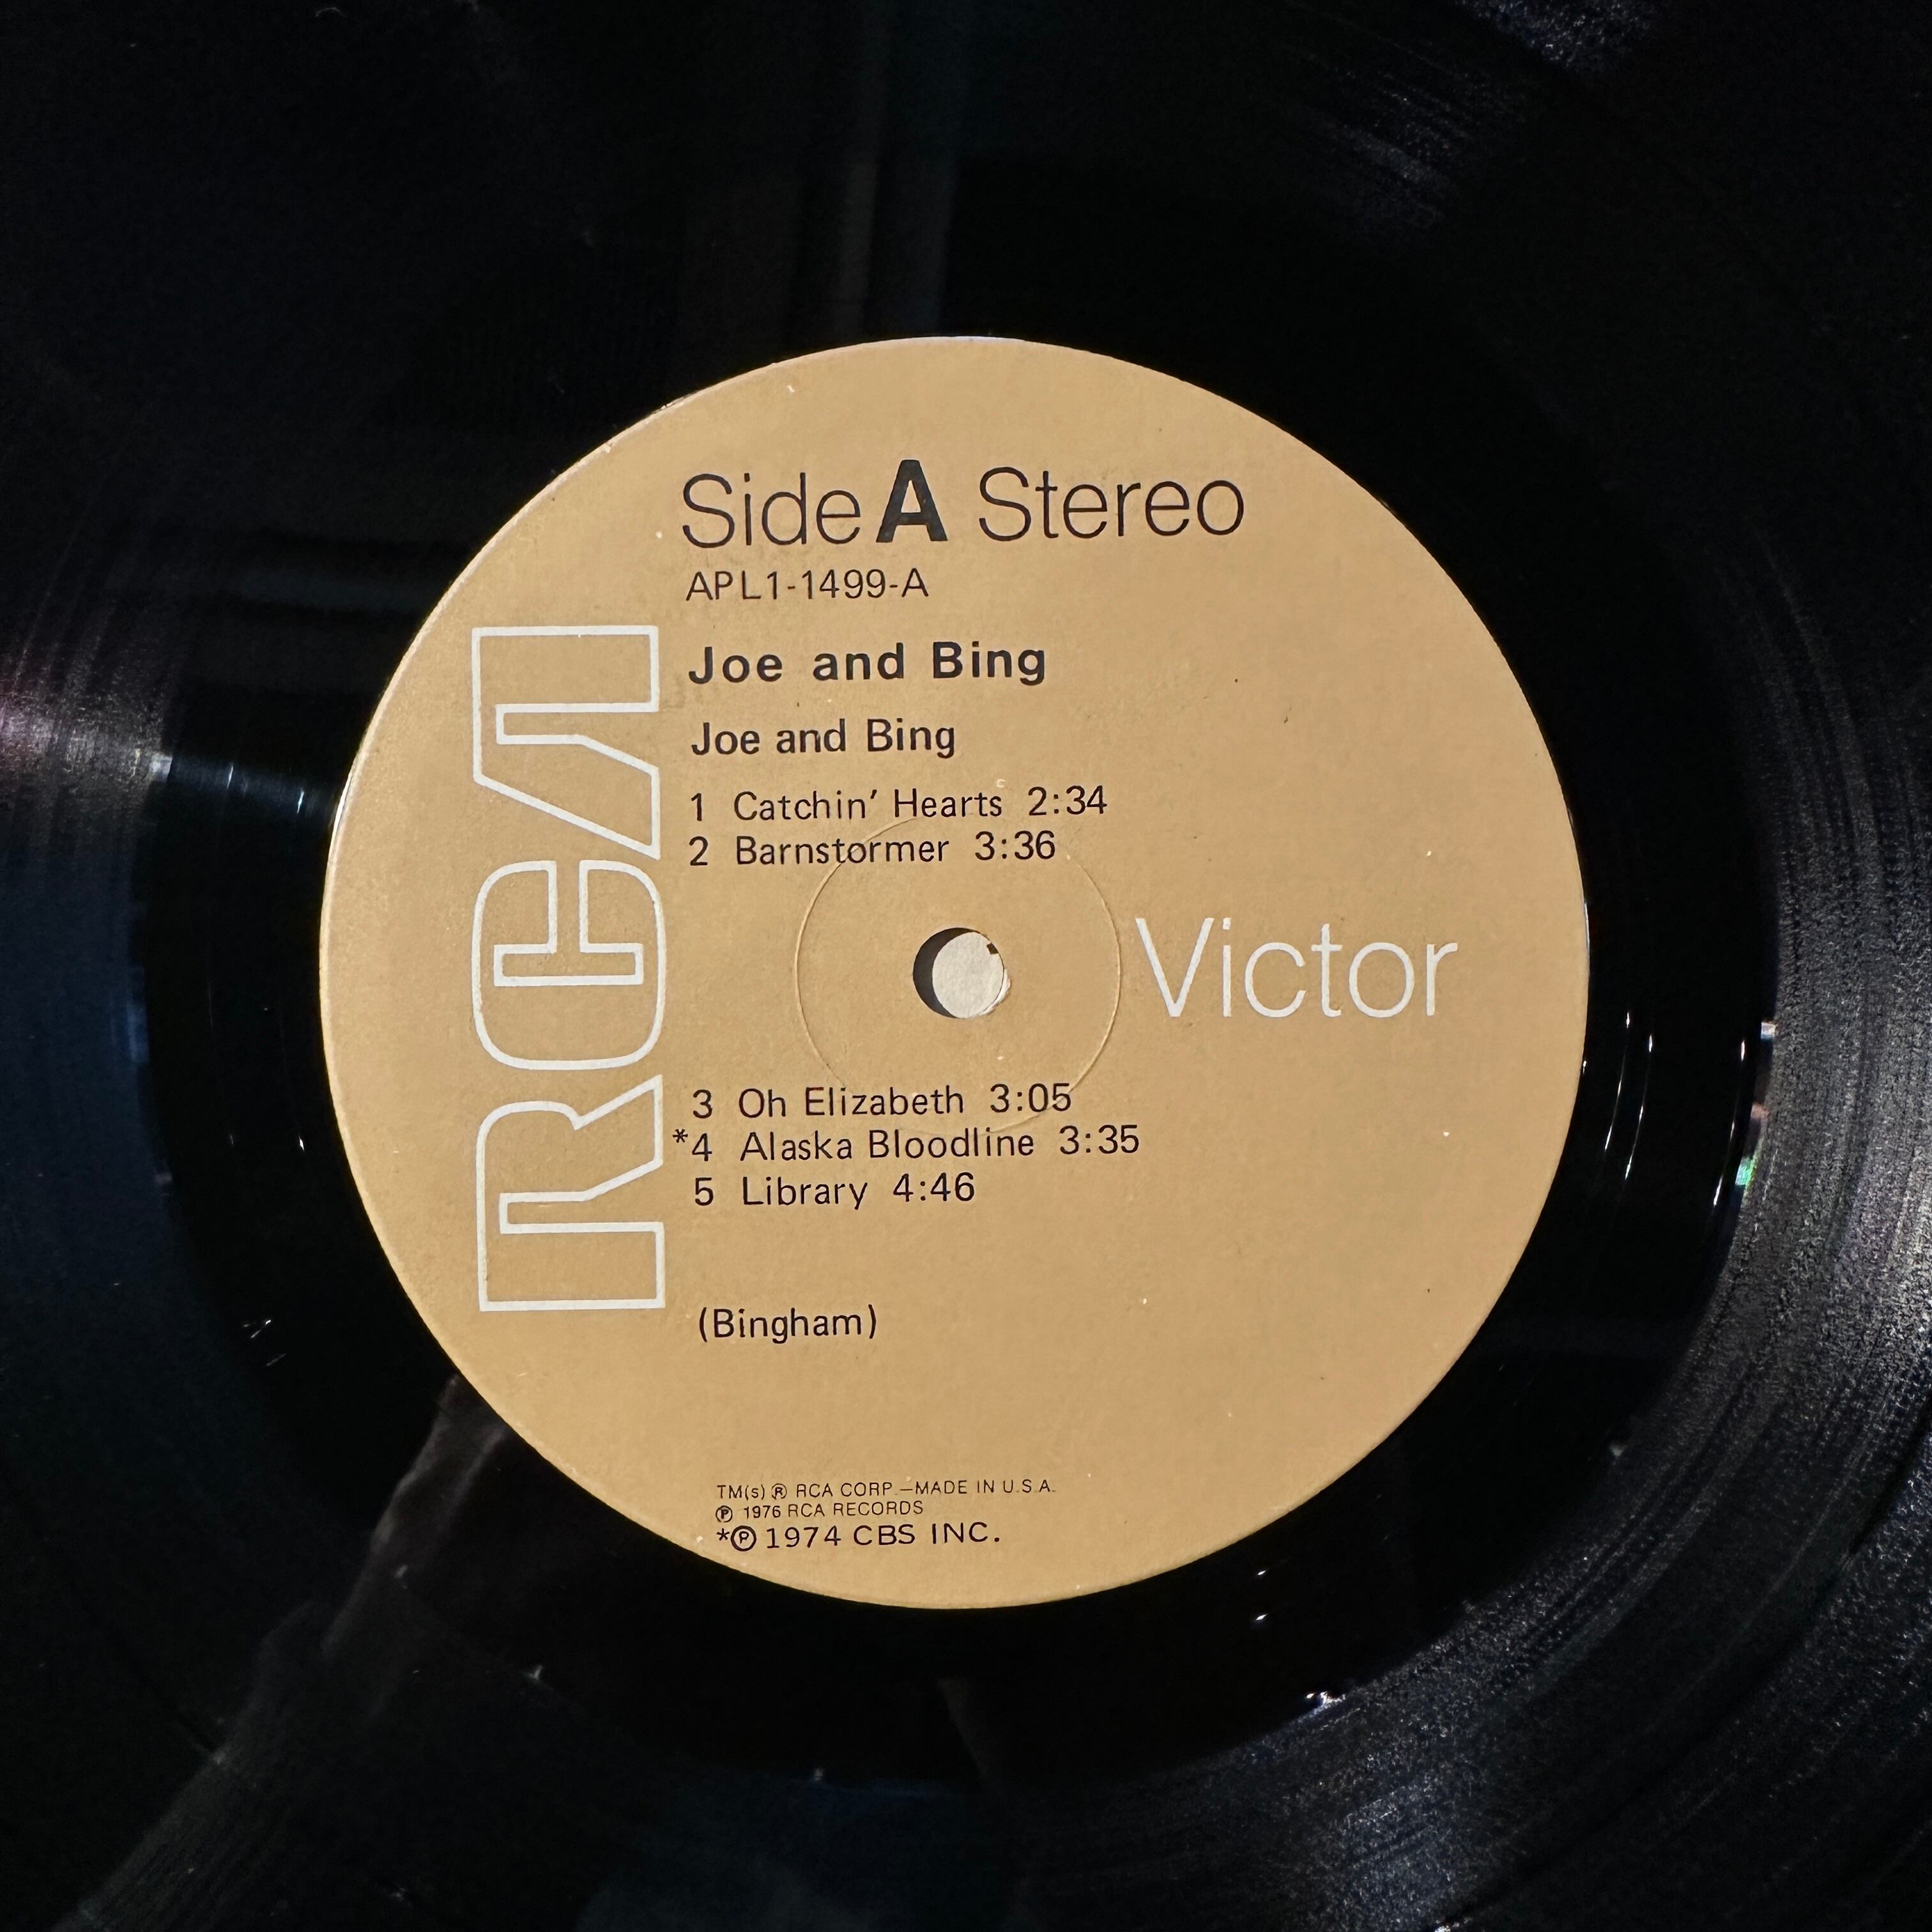 Side A Stereo
APL1-1499-A
Joe and Bing
Joe and Bing
1 Catchin' Hearts 2:34
2 Barnstormer 3:36
RCA
Victor
3 Oh Elizabeth 3:05
*4 Alaska Bloodline 3:35
5 Library 4:46
(Bingham)
TM(s) ® RCA CORP.—MADE IN U.S.A.
℗ 1976 RCA RECORDS
*℗ 1974 CBS INC.